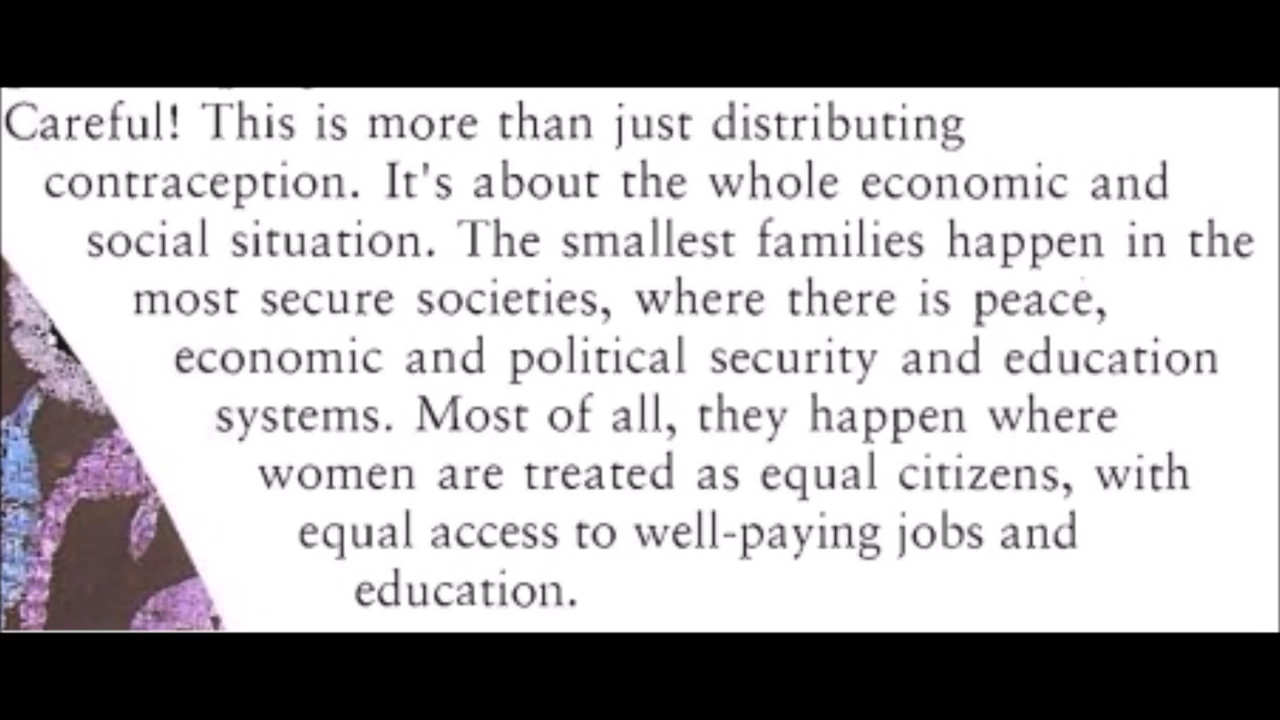 Careful! This is more than just distributing
contraception. It's about the whole economic and
social situation. The smallest families happen in the
most secure societies, where there is peace,
economic and political security and education
systems. Most of all, they happen where
women are treated as equal citizens, with
equal access to well-paying jobs and
education.